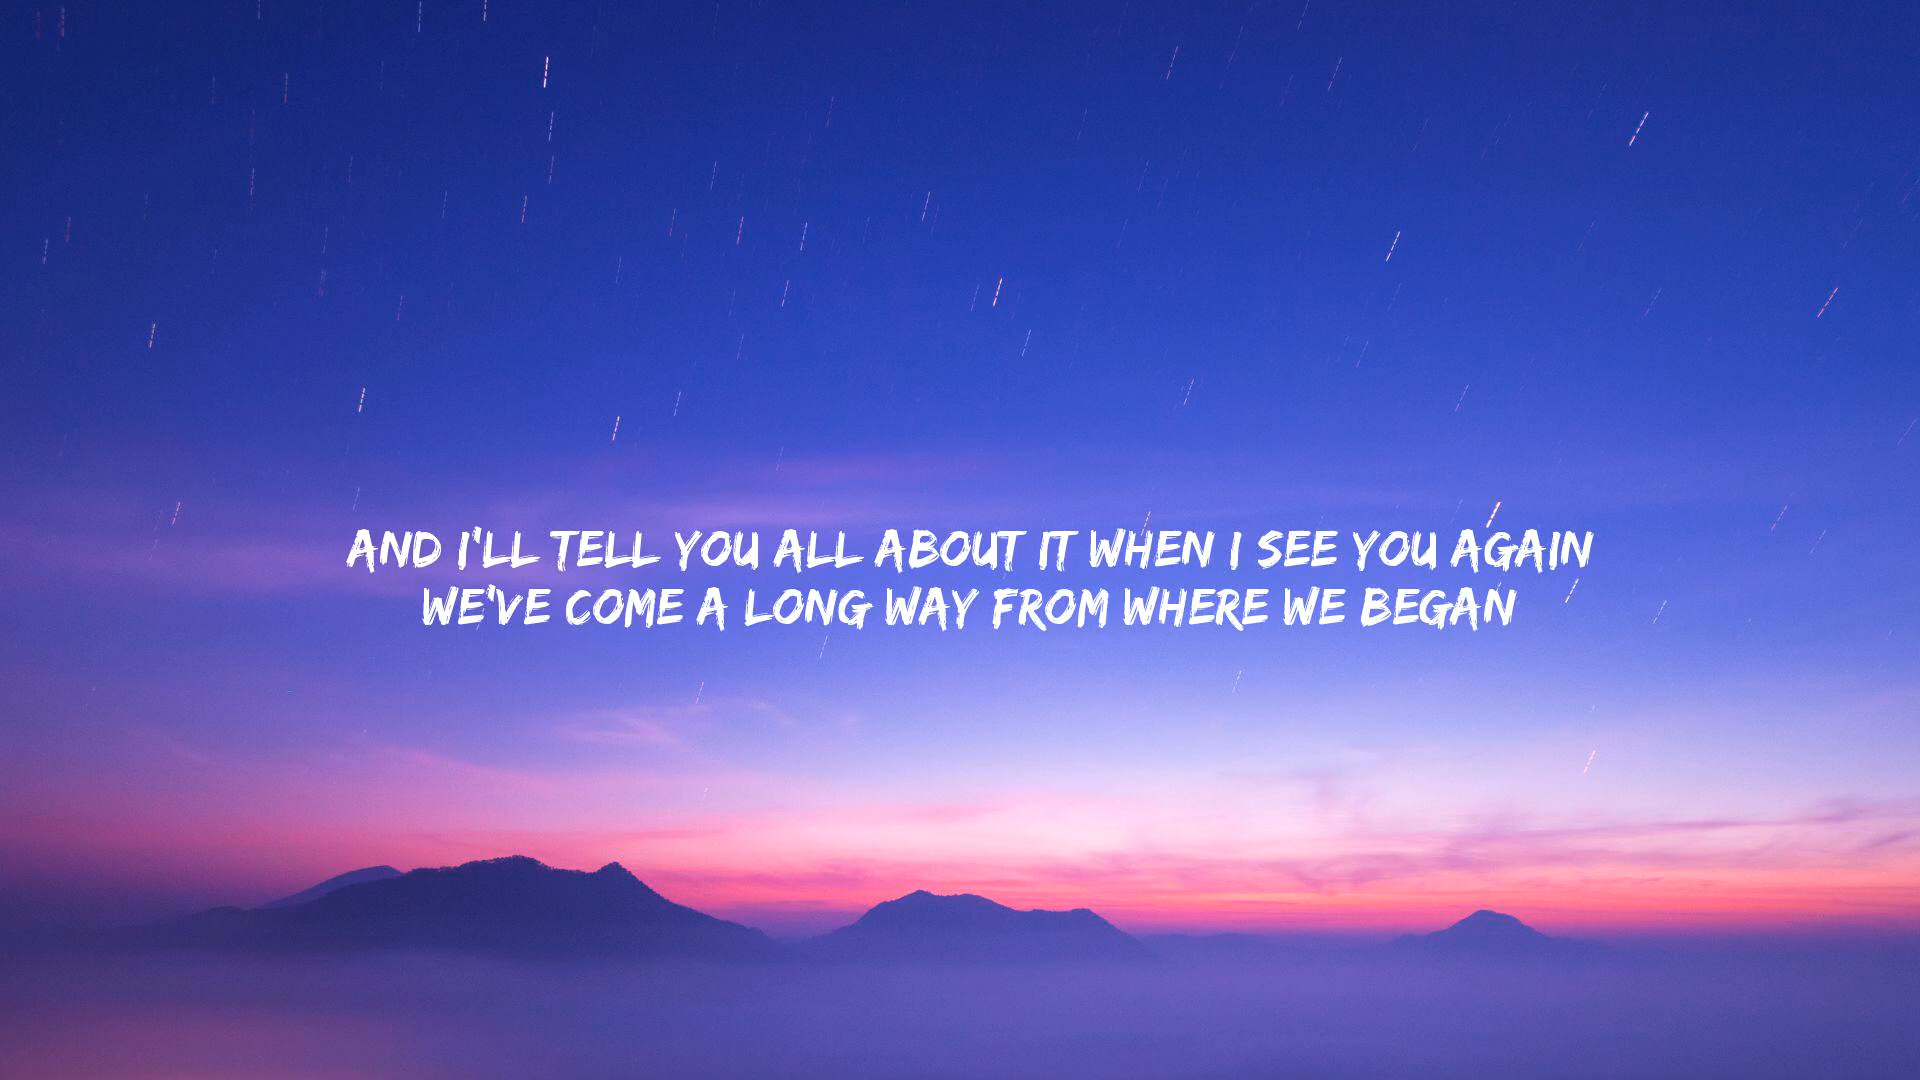 AND I'LL TELL YOU ALL ABOUT IT WHEN I SEE YOU AGAIN
WE'VE COME A LONG WAY FROM WHERE WE BEGAN